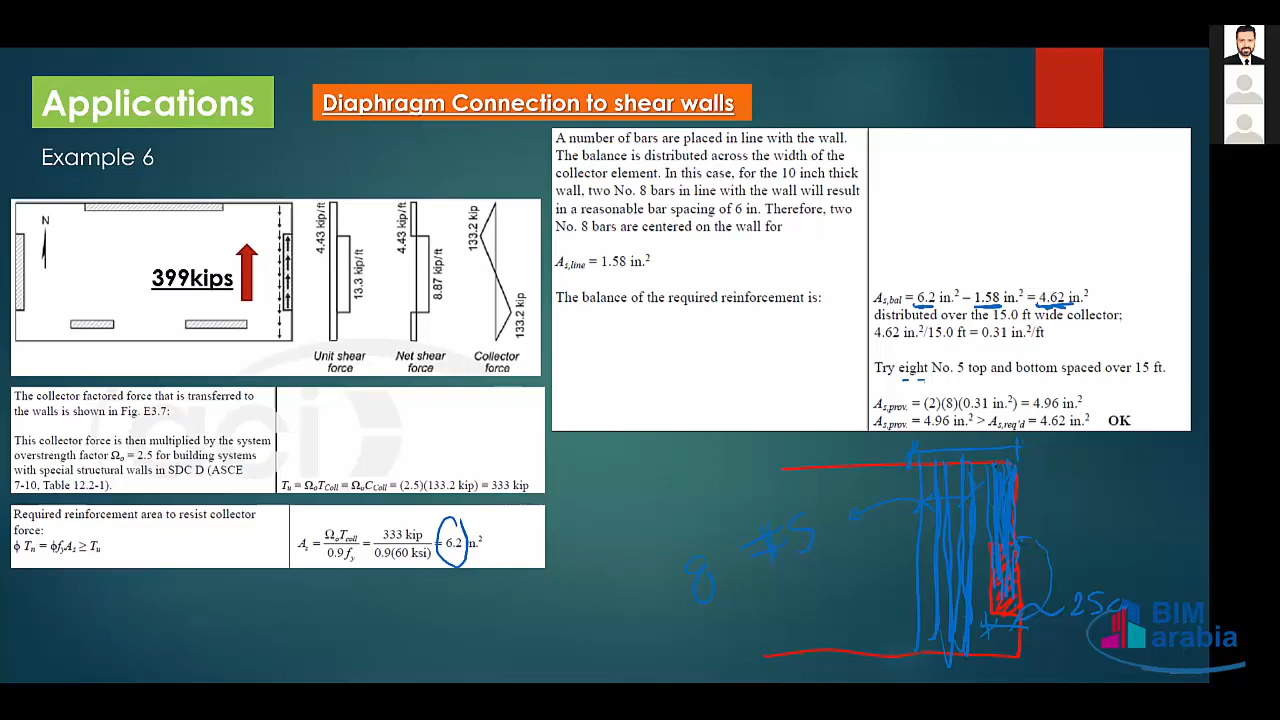 Applications
Diaphragm Connection to shear walls
Example 6
N
399kips
4.43 kip/ft
13.3 kip/ft
4.43 kip/ft
8.87 kip/ft
133.2 kip
133.2 kip
Unit shear
force
Net shear
force
Collector
force
The collector factored force that is transferred to
the walls is shown in Fig. E3.7:
This collector force is then multiplied by the system
overstrength factor Ωₒ = 2.5 for building systems
with special structural walls in SDC D (ASCE
7-10, Table 12.2-1).
Tᵤ = ΩₒT_Coll = ΩₒC_Coll = (2.5)(133.2 kip) = 333 kip
Required reinforcement area to resist collector
force:
ϕ Tₙ = ϕfyAₛ ≥ Tᵤ
Aₛ = ΩₒT_coll / 0.9fy = 333 kip / 0.9(60 ksi) = 6.2 in.²
A number of bars are placed in line with the wall.
The balance is distributed across the width of the
collector element. In this case, for the 10 inch thick
wall, two No. 8 bars in line with the wall will result
in a reasonable bar spacing of 6 in. Therefore, two
No. 8 bars are centered on the wall for
As,line = 1.58 in.²
The balance of the required reinforcement is:
As,bal = 6.2 in.² – 1.58 in.² = 4.62 in.²
distributed over the 15.0 ft wide collector;
4.62 in.²/15.0 ft = 0.31 in.²/ft
Try eight No. 5 top and bottom spaced over 15 ft.
As,prov. = (2)(8)(0.31 in.²) = 4.96 in.²
As,prov. = 4.96 in.² > As,req'd = 4.62 in.² OK
8 #5
BIM
arabia
aci